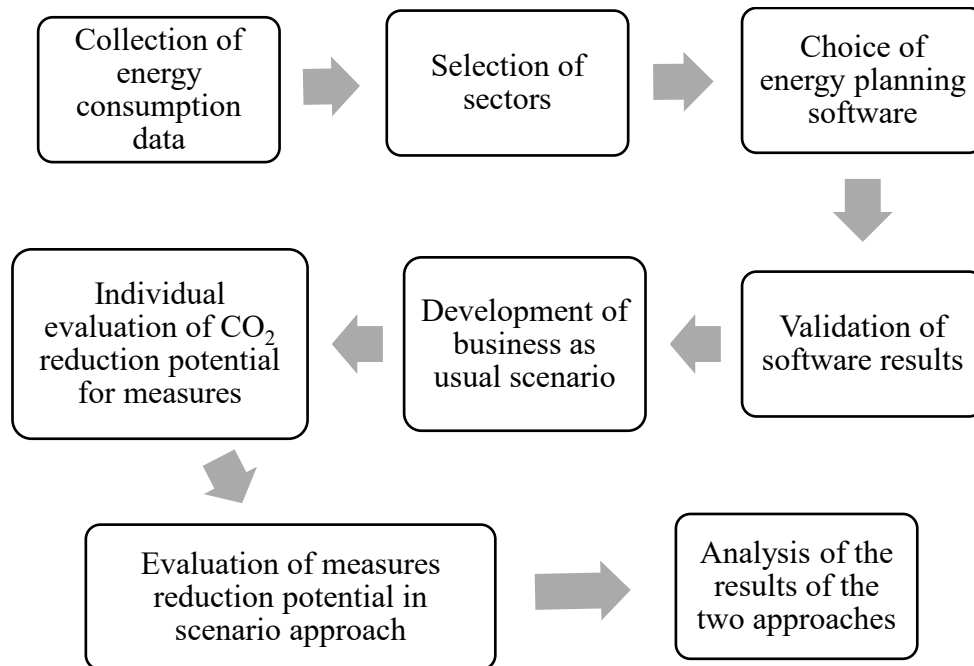 Collection of
energy
consumption
data
Selection of
sectors
Choice of
energy planning
software
Validation of
software results
Development of
business as
usual scenario
Individual
evaluation of CO₂
reduction potential
for measures
Evaluation of measures
reduction potential in
scenario approach
Analysis of the
results of the
two approaches